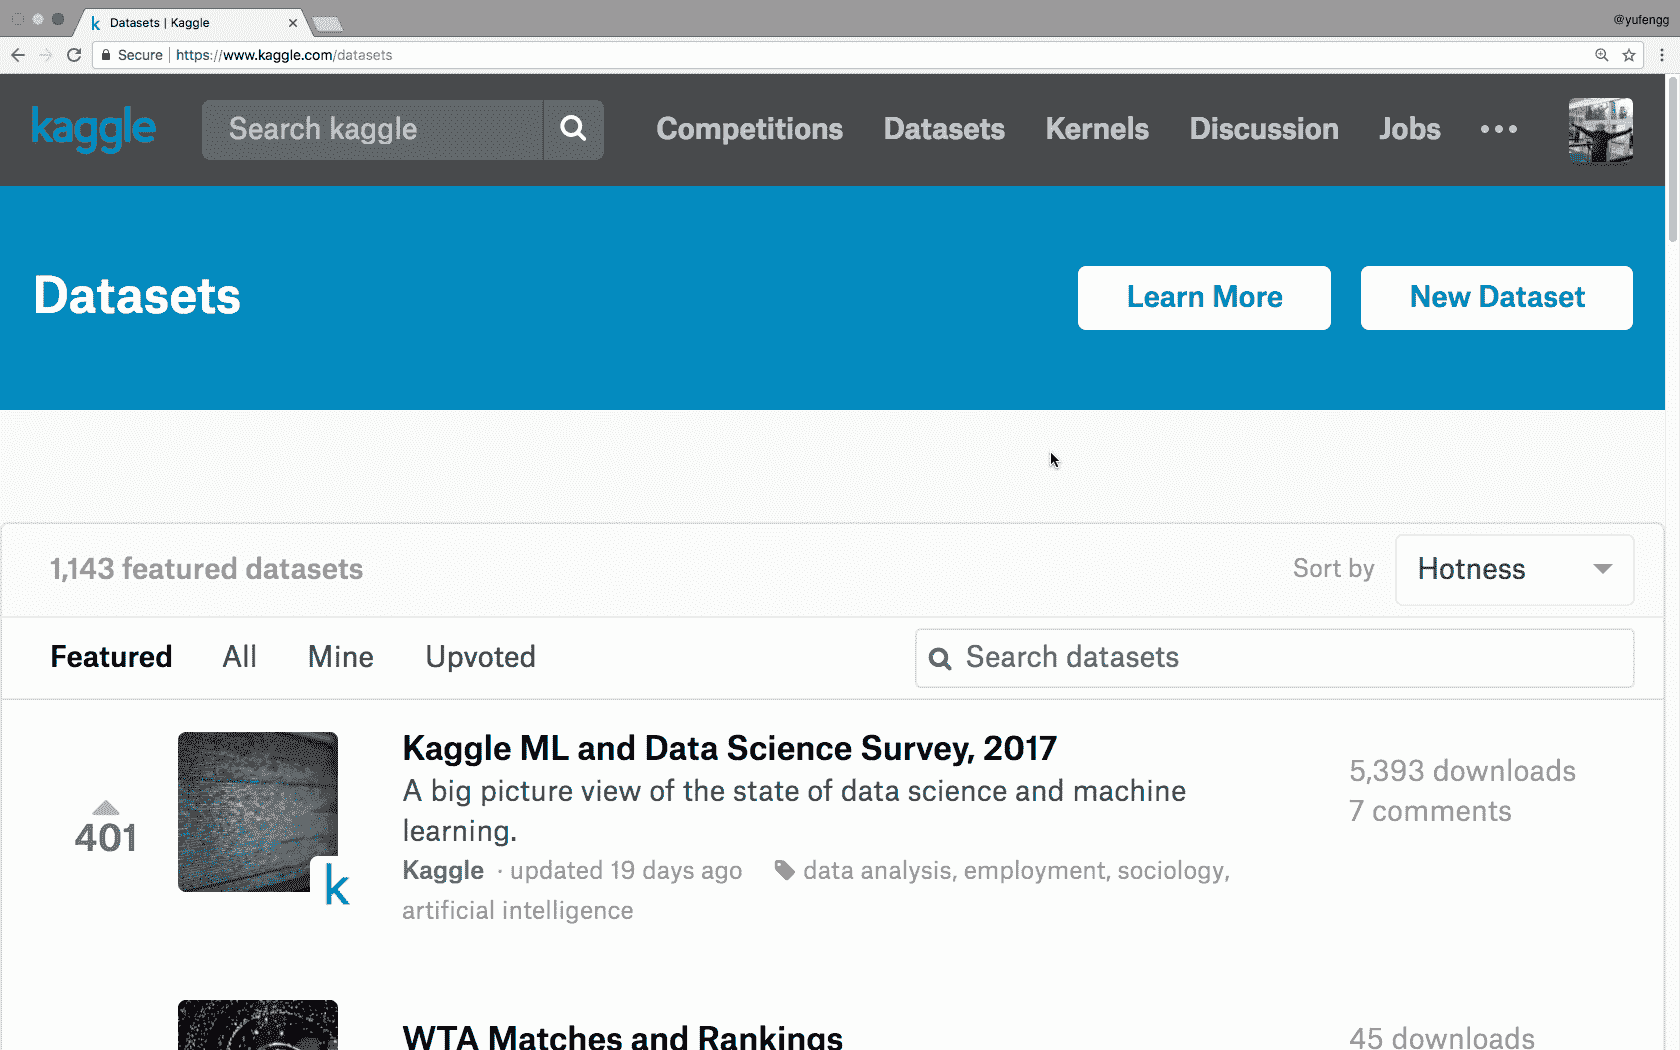 Datasets | Kaggle
@yufengg
Secure https://www.kaggle.com/datasets
kaggle
Search kaggle
Competitions Datasets Kernels Discussion Jobs
Datasets
Learn More
New Dataset
1,143 featured datasets
Sort by Hotness
Featured All Mine Upvoted
Search datasets
401
k
Kaggle ML and Data Science Survey, 2017
A big picture view of the state of data science and machine
learning.
Kaggle · updated 19 days ago data analysis, employment, sociology,
artificial intelligence
5,393 downloads
7 comments
WTA Matches and Rankings
45 downloads